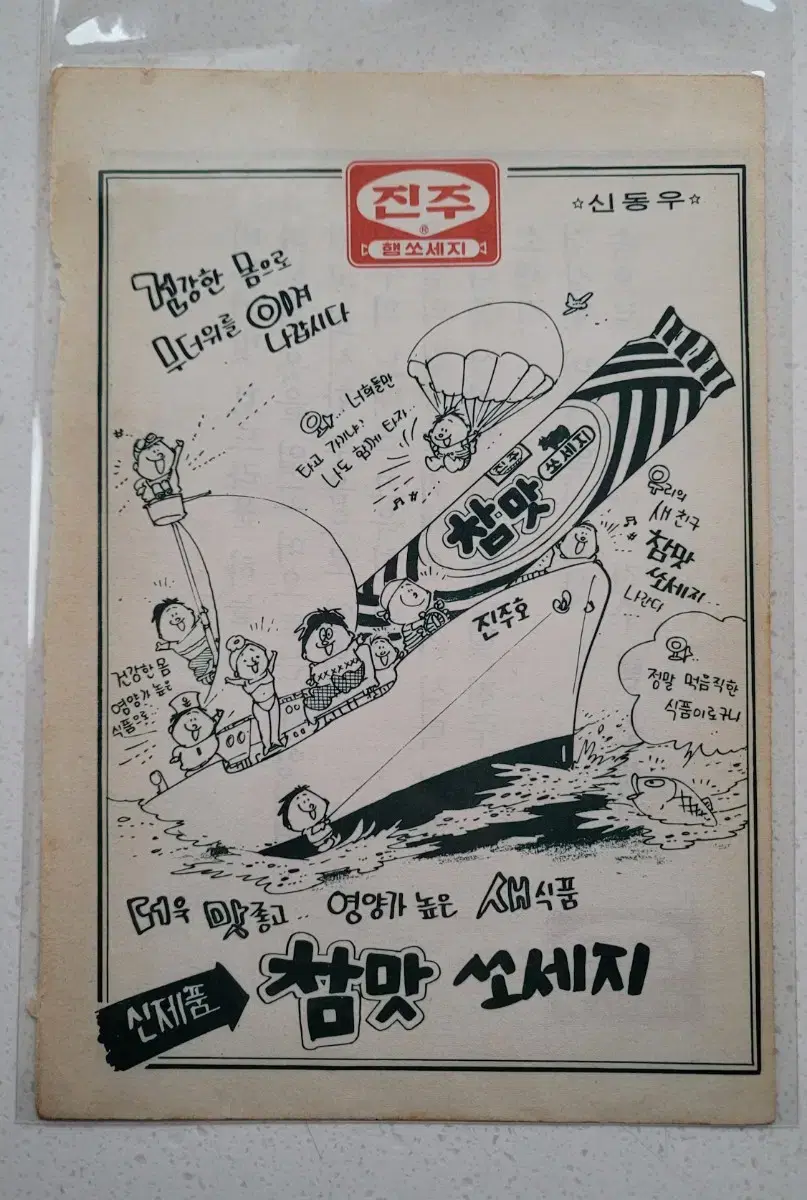 진주
®
햄쏘세지
☆신동우☆
건강한 몸으로
무더위를 이겨
나갑시다
야... 너희들만
타고 가기냐?
나도 함께 타자...
진주
쏘세지
참맛
우리의
새 친구
참맛
쏘세지...
나간다
진주호
건강한 몸
영양가 높은
식품으로...
야...
정말 먹음직한
식품이로구나
더욱 맛좋고... 영양가 높은 새식품
신제품
참맛 쏘세지